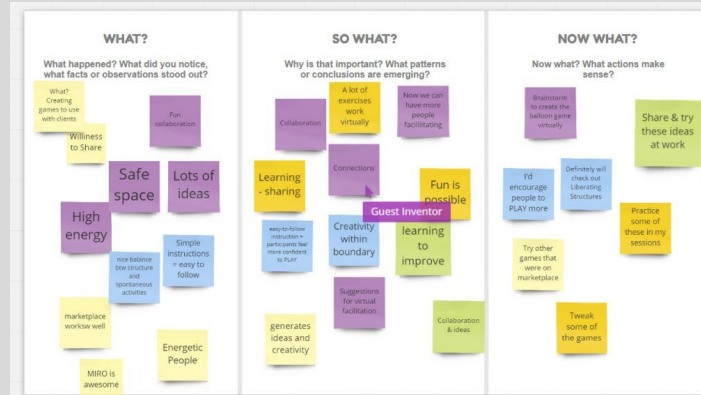 WHAT?
What happened? What did you notice,
what facts or observations stood out?
What?
Creating
games to use
with clients
Williness
to Share
Fun
collaboration
Safe
space
Lots of
ideas
High
energy
nice balance
btw structure
and
spontaneous
activities
Simple
instructions
= easy to
follow
marketplace
worksw well
Energetic
People
MIRO is
awesome
SO WHAT?
Why is that important? What patterns
or conclusions are emerging?
Collaboration
A lot of
exercises
work
virtually
Now we can
have more
people
facillitating
Connections
Learning
- sharing
Fun is
possible
Guest Inventor
easy-to-follow
instruction =
participants feel
more confident
to PLAY
Creativity
within
boundary
learning
to
improve
Suggestions
for virtual
facilitation
generates
ideas and
creativity
Collaboration
& ideas
NOW WHAT?
Now what? What actions make
sense?
Brainstorm
to create the
balloon game
virtually
Share & try
these ideas
at work
I'd
encourage
people to
PLAY more
Definitely will
check out
Liberating
Structures
Practice
some of
these in my
sessions
Try other
games that
were on
marketplace
Tweak
some of
the games